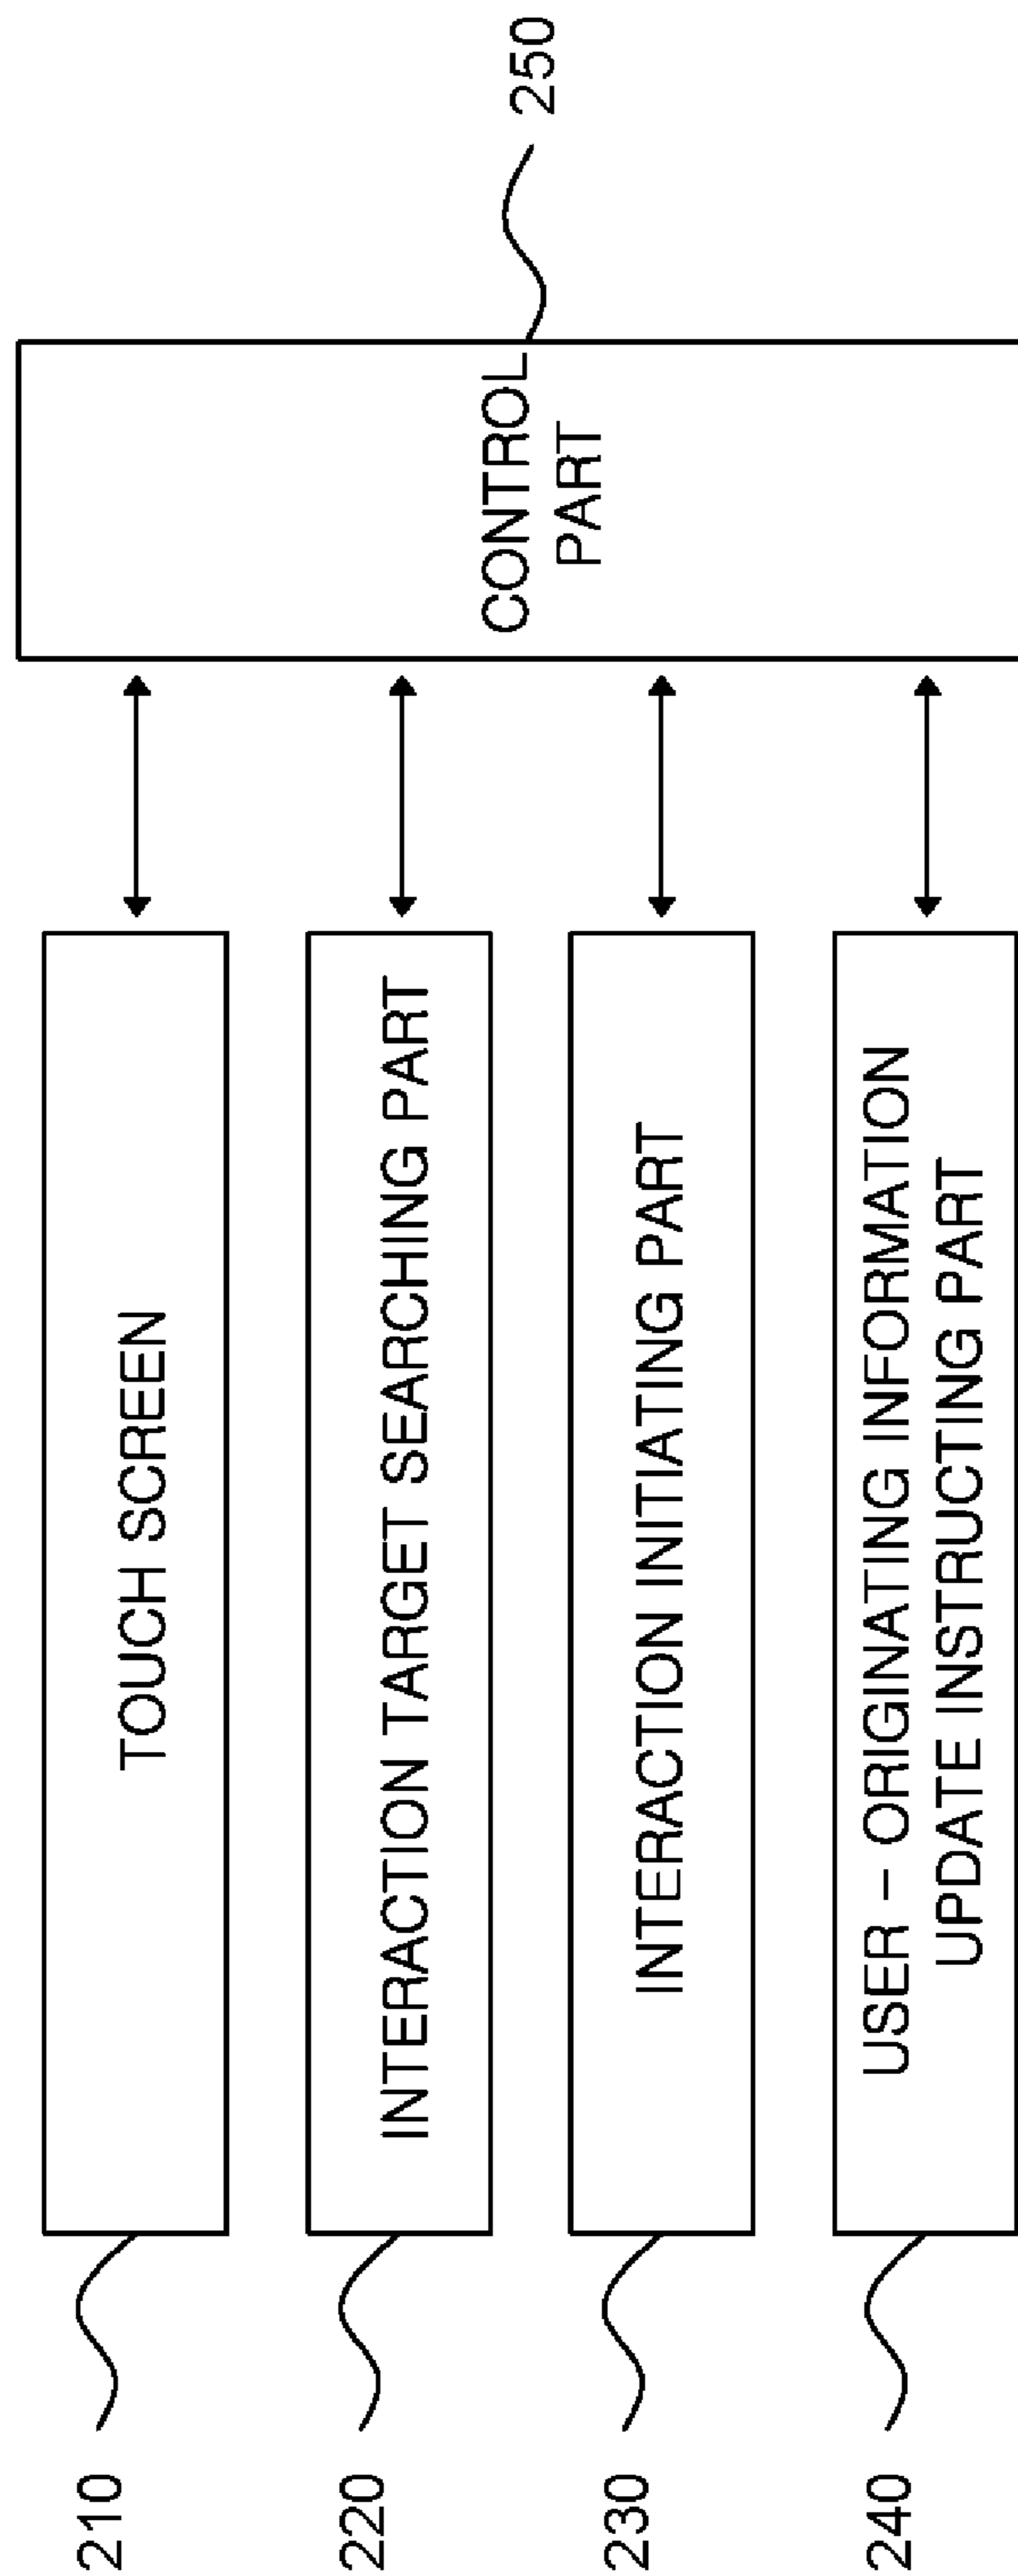 210
TOUCH SCREEN
220
INTERACTION TARGET SEARCHING PART
230
INTERACTION INITIATING PART
240
USER – ORIGINATING INFORMATION
UPDATE INSTRUCTING PART
CONTROL
PART
250